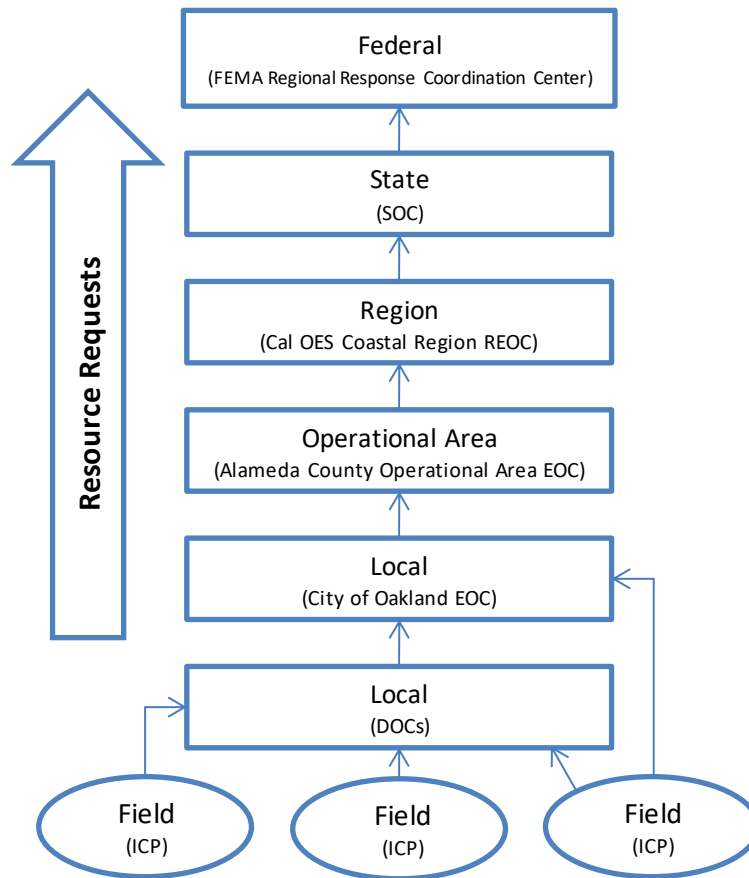 Federal
(FEMA Regional Response Coordination Center)
State
(SOC)
Region
(Cal OES Coastal Region REOC)
Operational Area
(Alameda County Operational Area EOC)
Local
(City of Oakland EOC)
Local
(DOCs)
Field
(ICP)
Field
(ICP)
Field
(ICP)
Resource Requests